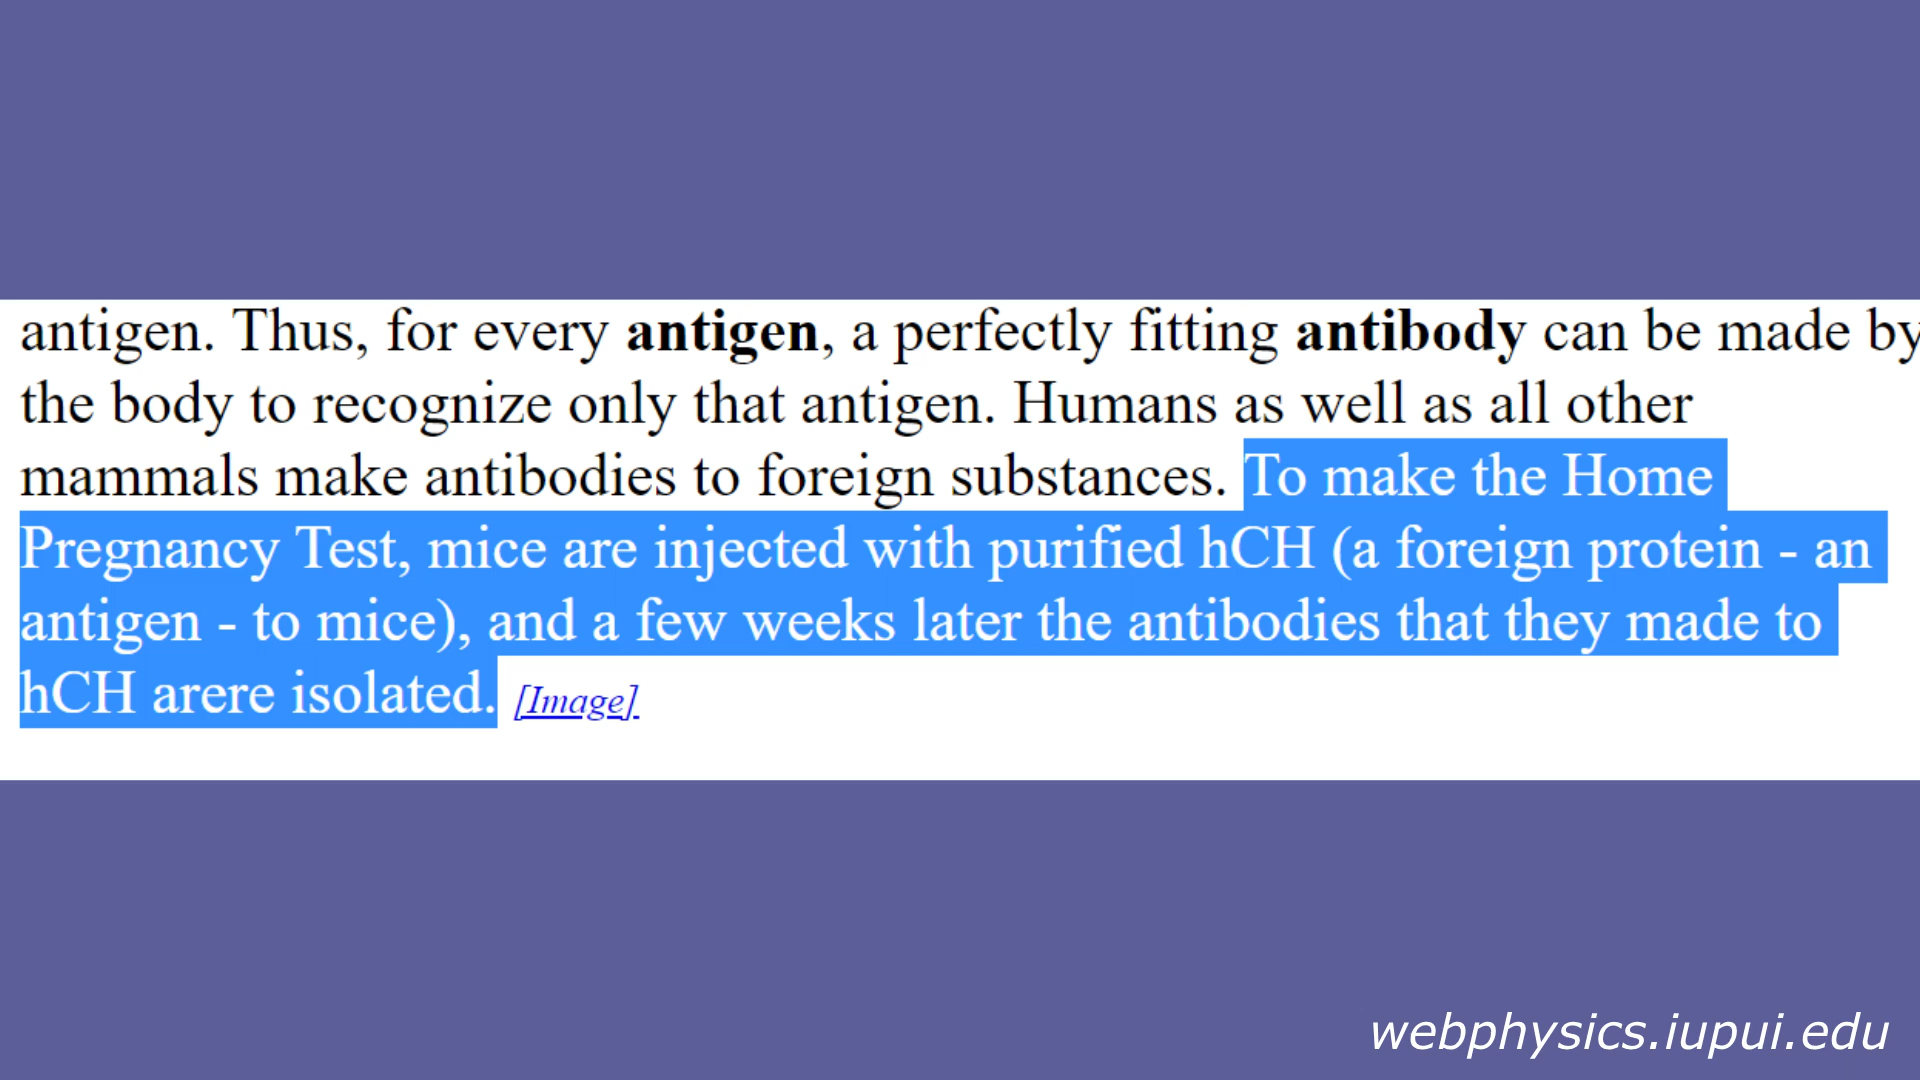 antigen. Thus, for every antigen, a perfectly fitting antibody can be made by
the body to recognize only that antigen. Humans as well as all other
mammals make antibodies to foreign substances. To make the Home
Pregnancy Test, mice are injected with purified hCH (a foreign protein - an
antigen - to mice), and a few weeks later the antibodies that they made to
hCH arere isolated. [Image]
webphysics.iupui.edu